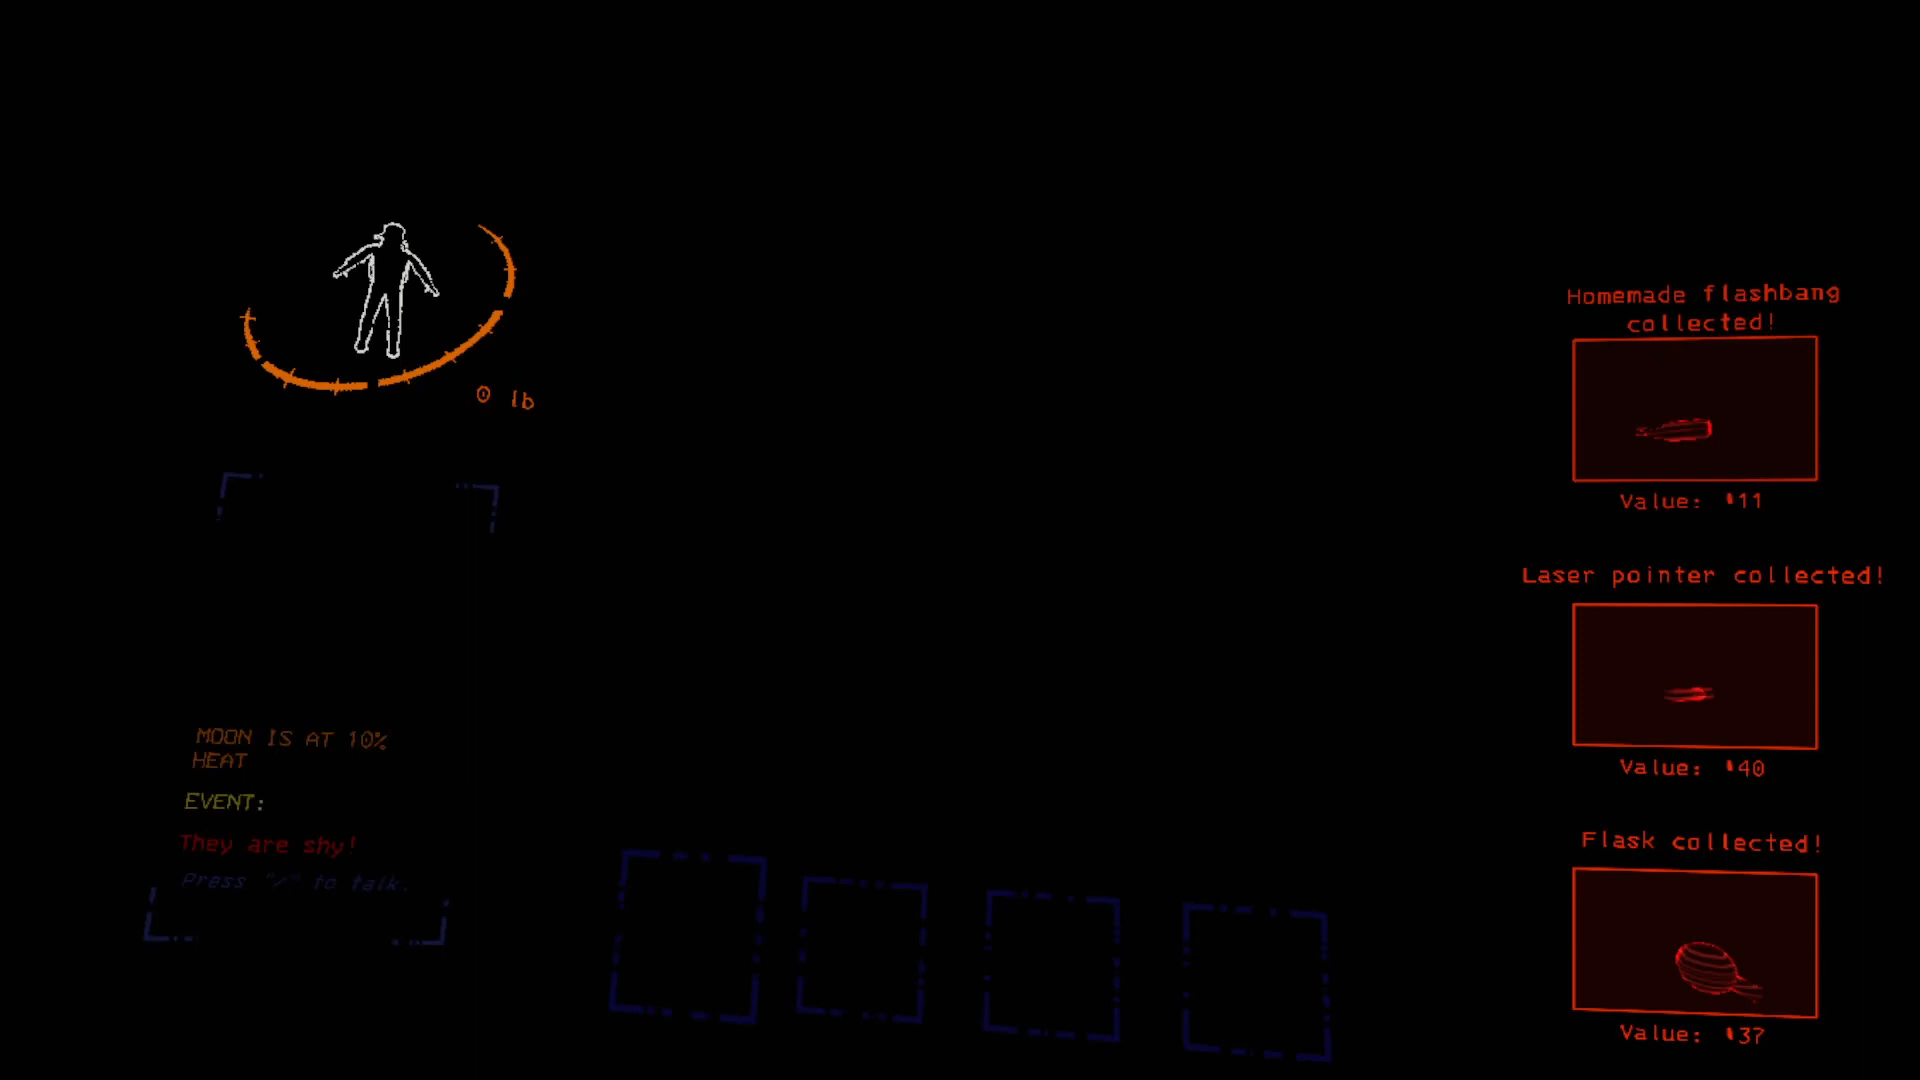 0 lb
MOON IS AT 10%
HEAT
EVENT:
They are shy!
Press "/" to talk.
Homemade flashbang
collected!
Value: $11
Laser pointer collected!
Value: $40
Flask collected!
Value: $37